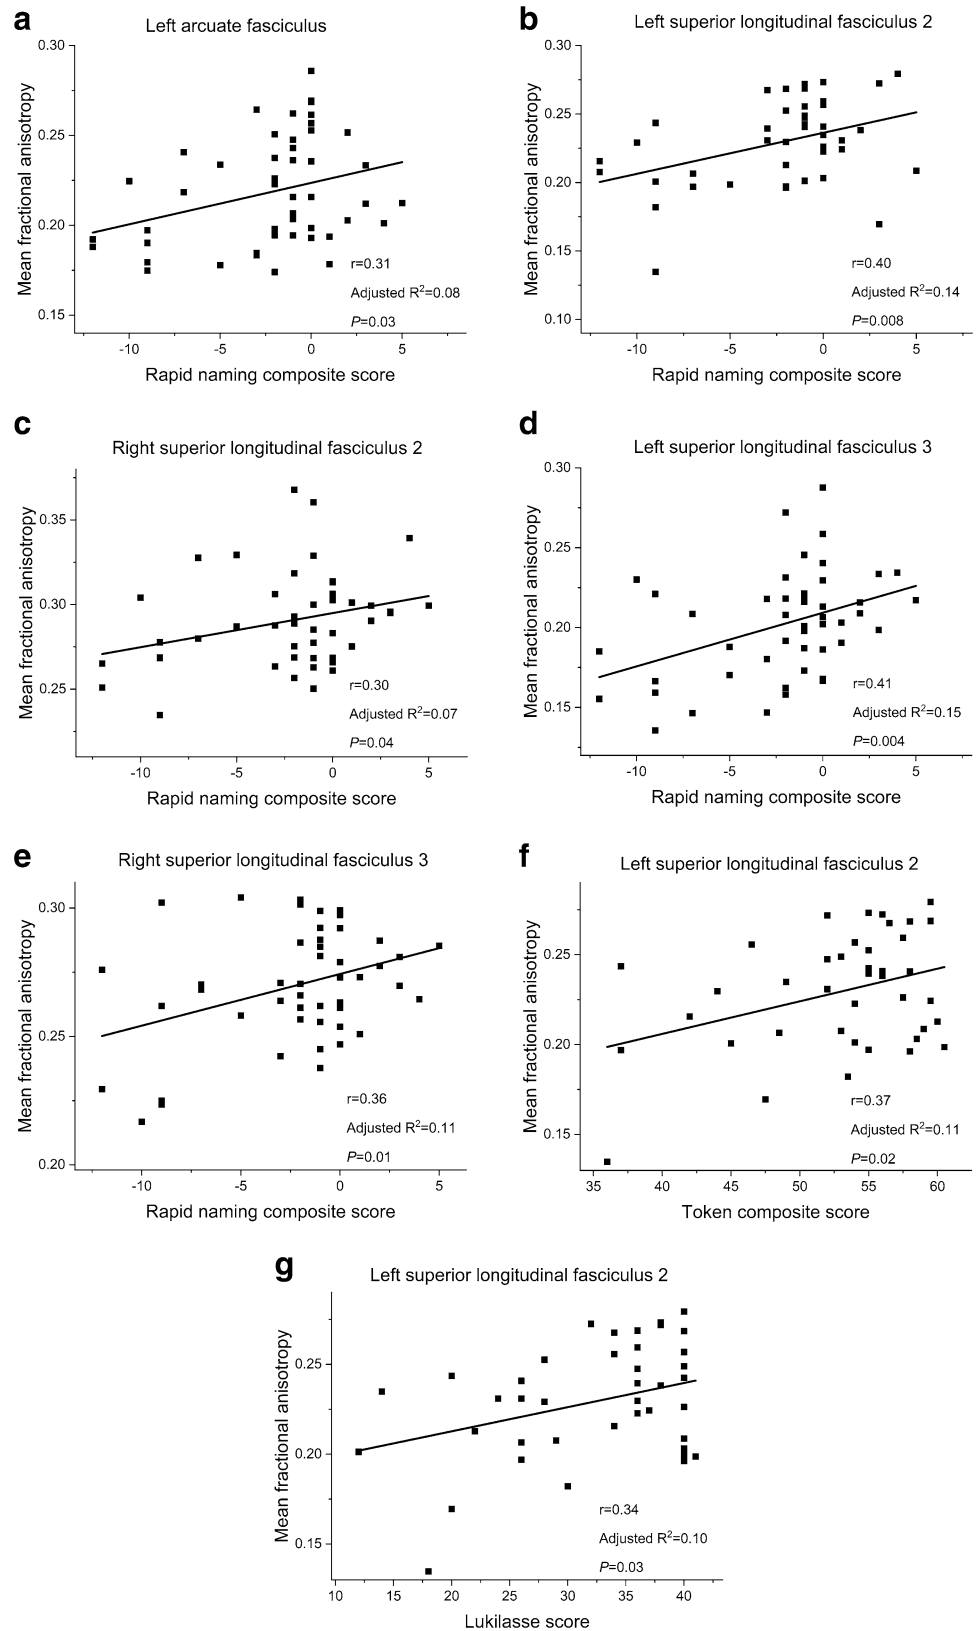 a
Left arcuate fasciculus
Mean fractional anisotropy
0.30
0.25
0.20
0.15
-10 -5 0 5
Rapid naming composite score
r=0.31
Adjusted R²=0.08
P=0.03
b
Left superior longitudinal fasciculus 2
Mean fractional anisotropy
0.30
0.25
0.20
0.15
0.10
-10 -5 0 5
Rapid naming composite score
r=0.40
Adjusted R²=0.14
P=0.008
c
Right superior longitudinal fasciculus 2
Mean fractional anisotropy
0.35
0.30
0.25
-10 -5 0 5
Rapid naming composite score
r=0.30
Adjusted R²=0.07
P=0.04
d
Left superior longitudinal fasciculus 3
Mean fractional anisotropy
0.30
0.25
0.20
0.15
-10 -5 0 5
Rapid naming composite score
r=0.41
Adjusted R²=0.15
P=0.004
e
Right superior longitudinal fasciculus 3
Mean fractional anisotropy
0.30
0.25
0.20
-10 -5 0 5
Rapid naming composite score
r=0.36
Adjusted R²=0.11
P=0.01
f
Left superior longitudinal fasciculus 2
Mean fractional anisotropy
0.25
0.20
0.15
35 40 45 50 55 60
Token composite score
r=0.37
Adjusted R²=0.11
P=0.02
g
Left superior longitudinal fasciculus 2
Mean fractional anisotropy
0.25
0.20
0.15
10 15 20 25 30 35 40
Lukilasse score
r=0.34
Adjusted R²=0.10
P=0.03